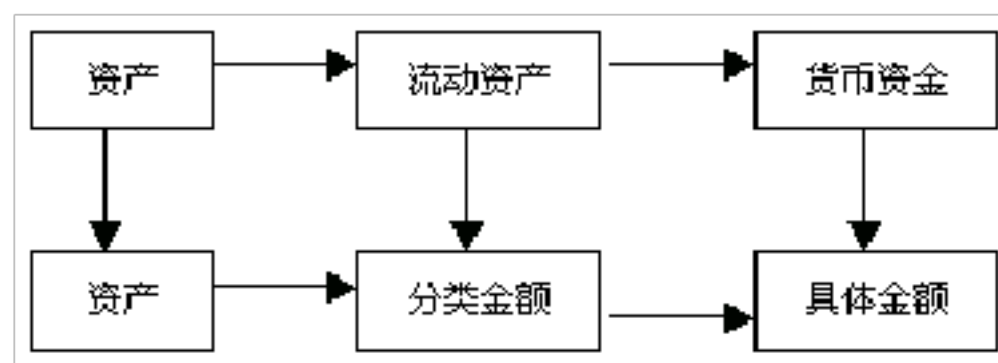 资产
流动资产
货币资金
资产
分类金额
具体金额